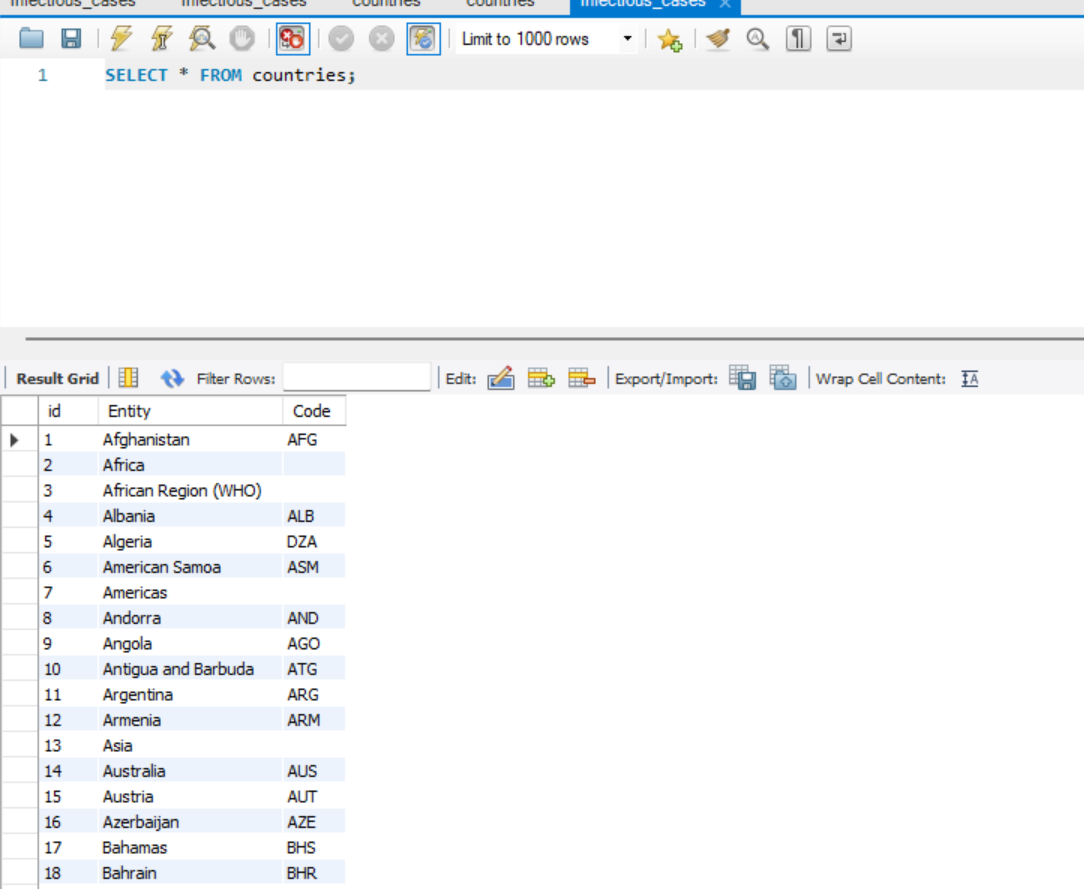 infectious_cases infectious_cases countries countries infectious_cases
Limit to 1000 rows
1 SELECT * FROM countries;
Result Grid Filter Rows: Edit: Export/Import: Wrap Cell Content:
id Entity Code
1 Afghanistan AFG
2 Africa
3 African Region (WHO)
4 Albania ALB
5 Algeria DZA
6 American Samoa ASM
7 Americas
8 Andorra AND
9 Angola AGO
10 Antigua and Barbuda ATG
11 Argentina ARG
12 Armenia ARM
13 Asia
14 Australia AUS
15 Austria AUT
16 Azerbaijan AZE
17 Bahamas BHS
18 Bahrain BHR